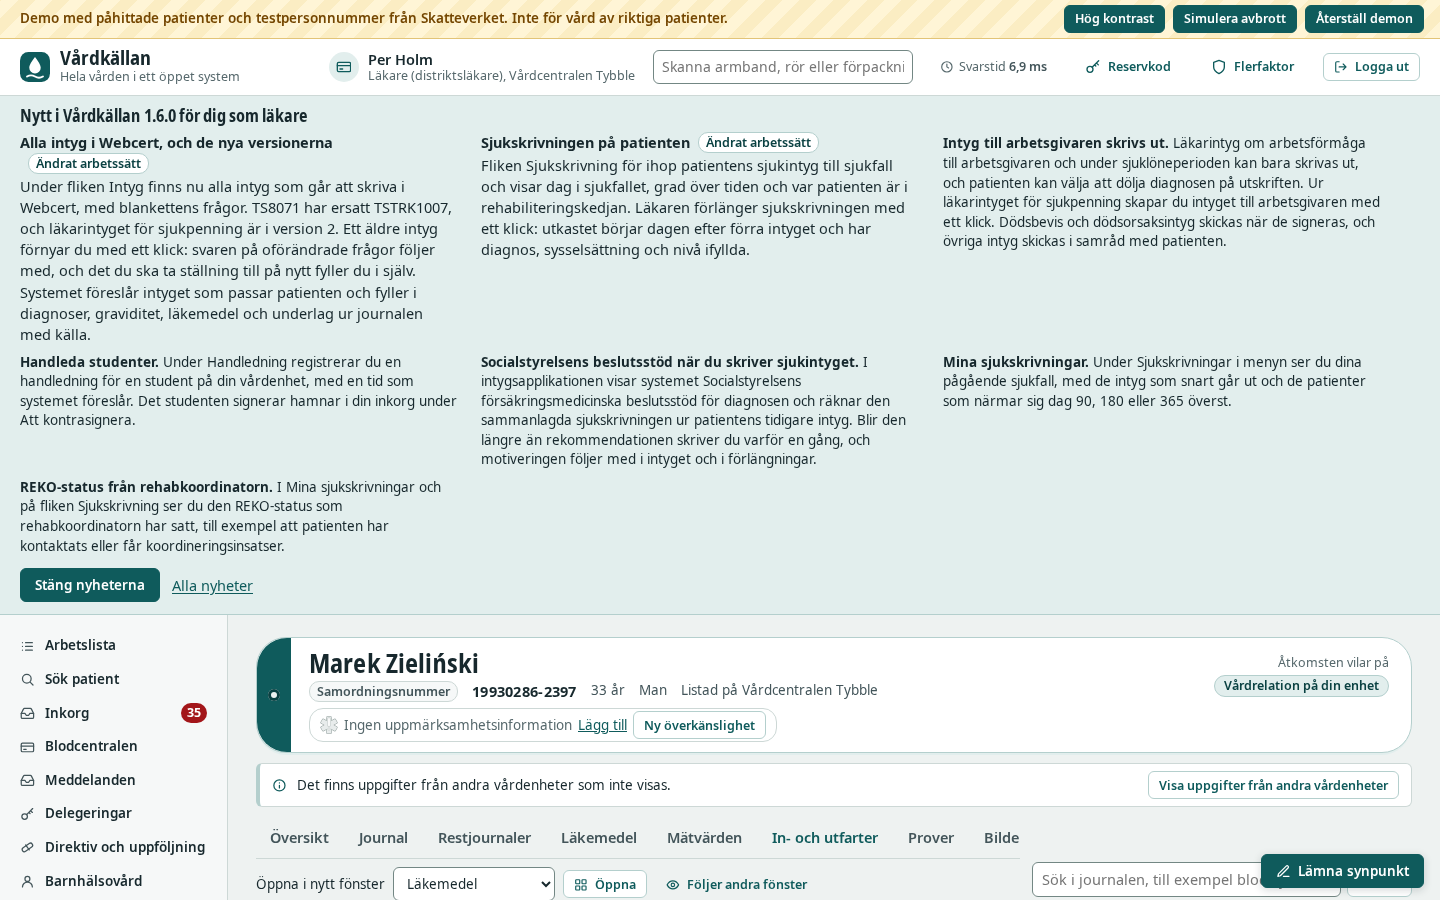 Demo med påhittade patienter och testpersonnummer från Skatteverket. Inte för vård av riktiga patienter.
Hög kontrast
Simulera avbrott
Återställ demon
Vårdkällan
Hela vården i ett öppet system
Per Holm
Läkare (distriktsläkare), Vårdcentralen Tybble
Skanna armband, rör eller förpackni
Svarstid 6,9 ms
Reservkod
Flerfaktor
Logga ut
Nytt i Vårdkällan 1.6.0 för dig som läkare
Alla intyg i Webcert, och de nya versionerna
Ändrat arbetssätt
Under fliken Intyg finns nu alla intyg som går att skriva i
Webcert, med blankettens frågor. TS8071 har ersatt TSTRK1007,
och läkarintyget för sjukpenning är i version 2. Ett äldre intyg
förnyar du med ett klick: svaren på oförändrade frågor följer
med, och det du ska ta ställning till på nytt fyller du i själv.
Systemet föreslår intyget som passar patienten och fyller i
diagnoser, graviditet, läkemedel och underlag ur journalen
med källa.
Sjukskrivningen på patienten
Ändrat arbetssätt
Fliken Sjukskrivning för ihop patientens sjukintyg till sjukfall
och visar dag i sjukfallet, grad över tiden och var patienten är i
rehabiliteringskedjan. Läkaren förlänger sjukskrivningen med
ett klick: utkastet börjar dagen efter förra intyget och har
diagnos, sysselsättning och nivå ifyllda.
Intyg till arbetsgivaren skrivs ut. Läkarintyg om arbetsförmåga
till arbetsgivaren och under sjuklöneperioden kan bara skrivas ut,
och patienten kan välja att dölja diagnosen på utskriften. Ur
läkarintyget för sjukpenning skapar du intyget till arbetsgivaren med
ett klick. Dödsbevis och dödsorsaksintyg skickas när de signeras, och
övriga intyg skickas i samråd med patienten.
Handleda studenter. Under Handledning registrerar du en
handledning för en student på din vårdenhet, med en tid som
systemet föreslår. Det studenten signerar hamnar i din inkorg under
Att kontrasignera.
Socialstyrelsens beslutsstöd när du skriver sjukintyget. I
intygsapplikationen visar systemet Socialstyrelsens
försäkringsmedicinska beslutsstöd för diagnosen och räknar den
sammanlagda sjukskrivningen ur patientens tidigare intyg. Blir den
längre än rekommendationen skriver du varför en gång, och
motiveringen följer med i intyget och i förlängningar.
Mina sjukskrivningar. Under Sjukskrivningar i menyn ser du dina
pågående sjukfall, med de intyg som snart går ut och de patienter
som närmar sig dag 90, 180 eller 365 överst.
REKO-status från rehabkoordinatorn. I Mina sjukskrivningar och
på fliken Sjukskrivning ser du den REKO-status som
rehabkoordinatorn har satt, till exempel att patienten har
kontaktats eller får koordineringsinsatser.
Stäng nyheterna
Alla nyheter
Arbetslista
Sök patient
Inkorg
35
Blodcentralen
Meddelanden
Delegeringar
Direktiv och uppföljning
Barnhälsovård
Marek Zieliński
Samordningsnummer
19930286-2397
33 år
Man
Listad på Vårdcentralen Tybble
Ingen uppmärksamhetsinformation
Lägg till
Ny överkänslighet
Åtkomsten vilar på
Vårdrelation på din enhet
Det finns uppgifter från andra vårdenheter som inte visas.
Visa uppgifter från andra vårdenheter
Översikt
Journal
Restjournaler
Läkemedel
Mätvärden
In- och utfarter
Prover
Bilde
Öppna i nytt fönster
Läkemedel
Öppna
Följer andra fönster
Sök i journalen, till exempel bloc
Lämna synpunkt